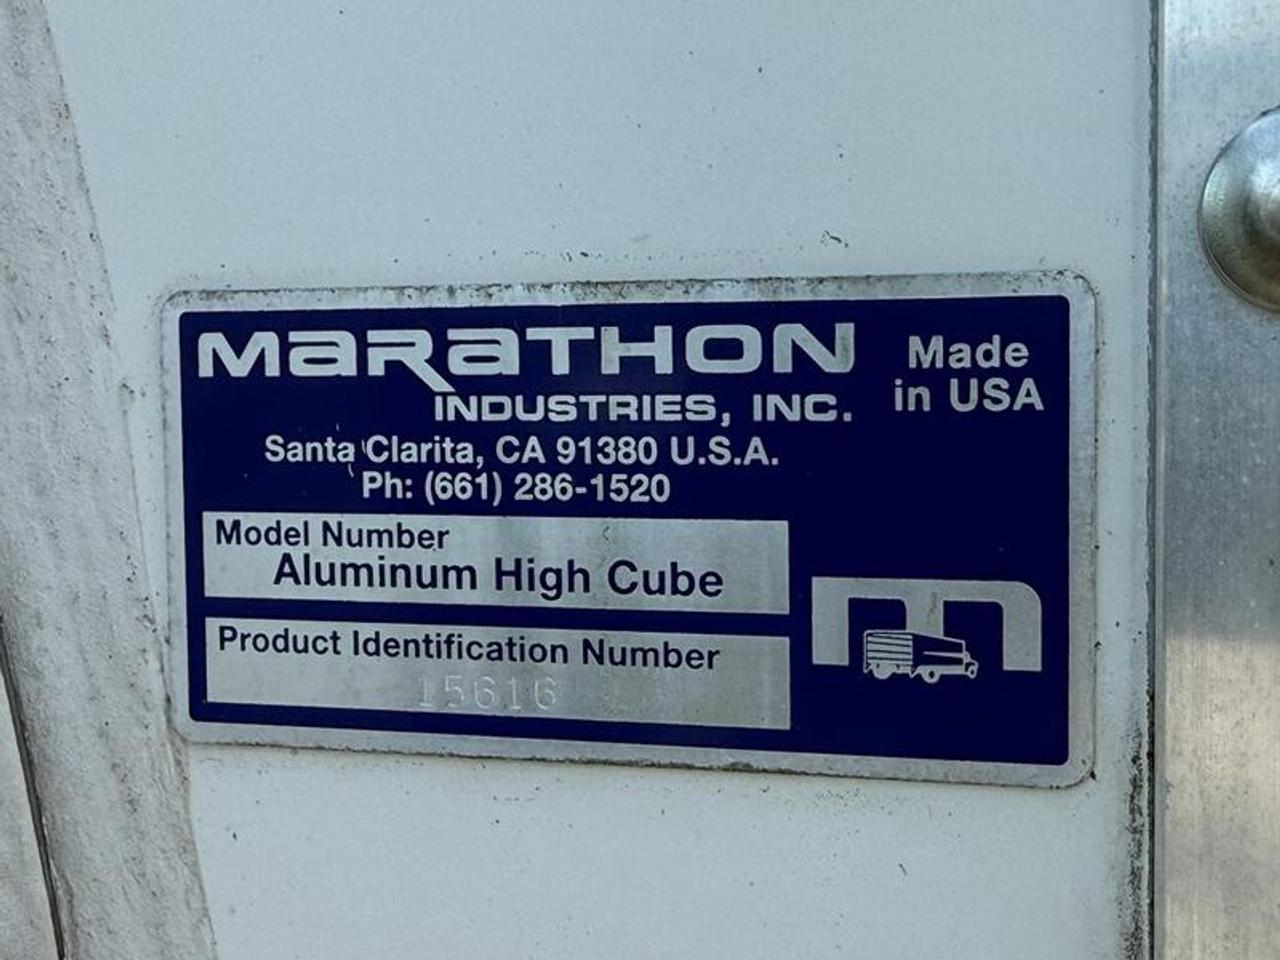 MARATHON
INDUSTRIES, INC.
Made
in USA
Santa Clarita, CA 91380 U.S.A.
Ph: (661) 286-1520
Model Number
Aluminum High Cube
Product Identification Number
15616